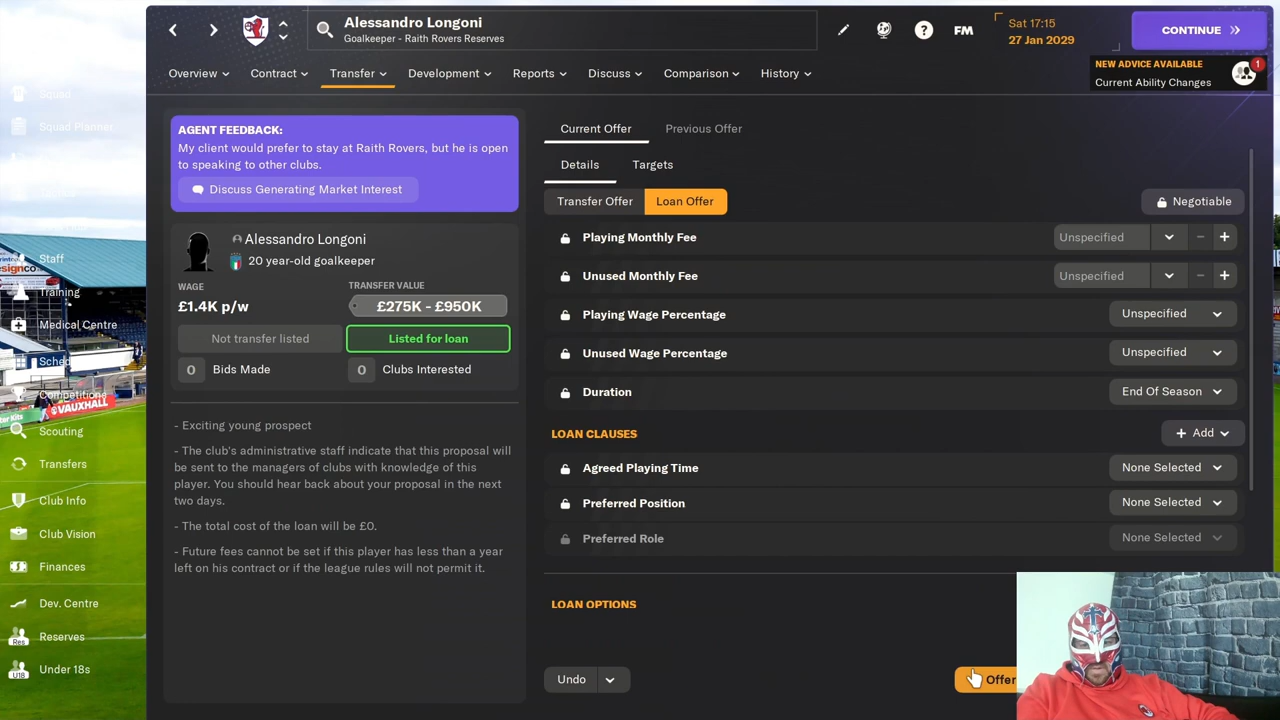 Alessandro Longoni
Goalkeeper - Raith Rovers Reserves
FM
Sat 17:15
27 Jan 2029
CONTINUE
Overview
Contract
Transfer
Development
Reports
Discuss
Comparison
History
NEW ADVICE AVAILABLE
Current Ability Changes
1
Squad
Squad Planner
Staff
Training
Medical Centre
Sched
Competitions
Scouting
Transfers
Club Info
Club Vision
Finances
Dev. Centre
Res
Reserves
U18
Under 18s
VAUXHALL
AGENT FEEDBACK:
My client would prefer to stay at Raith Rovers, but he is open
to speaking to other clubs.
Discuss Generating Market Interest
Alessandro Longoni
20 year-old goalkeeper
WAGE
TRANSFER VALUE
£1.4K p/w
£275K - £950K
Not transfer listed
Listed for loan
0 Bids Made
0 Clubs Interested
- Exciting young prospect
- The club's administrative staff indicate that this proposal will
be sent to the managers of clubs with knowledge of this
player. You should hear back about your proposal in the next
two days.
- The total cost of the loan will be £0.
- Future fees cannot be set if this player has less than a year
left on his contract or if the league rules will not permit it.
Current Offer
Previous Offer
Details
Targets
Transfer Offer
Loan Offer
Negotiable
Playing Monthly Fee
Unspecified
Unused Monthly Fee
Unspecified
Playing Wage Percentage
Unspecified
Unused Wage Percentage
Unspecified
Duration
End Of Season
LOAN CLAUSES
Add
Agreed Playing Time
None Selected
Preferred Position
None Selected
Preferred Role
None Selected
LOAN OPTIONS
Undo
Offer